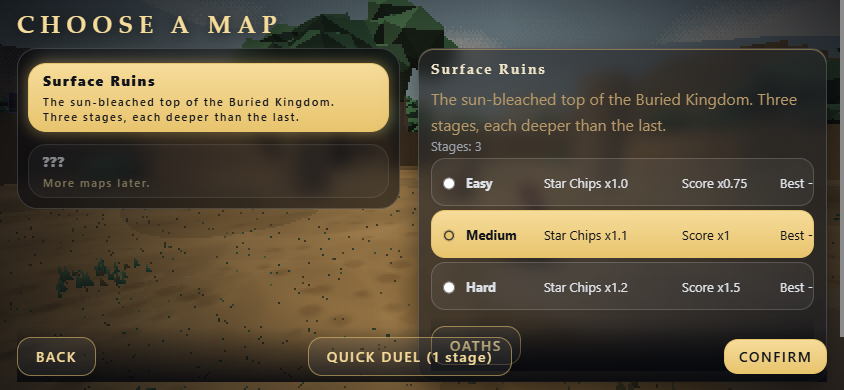 CHOOSE A MAP
Surface Ruins
The sun-bleached top of the Buried Kingdom.
Three stages, each deeper than the last.
???
More maps later.
Surface Ruins
The sun-bleached top of the Buried Kingdom. Three
stages, each deeper than the last.
Stages: 3
Easy Star Chips x1.0 Score x0.75 Best -
Medium Star Chips x1.1 Score x1 Best -
Hard Star Chips x1.2 Score x1.5 Best -
OATHS
BACK QUICK DUEL (1 stage) CONFIRM